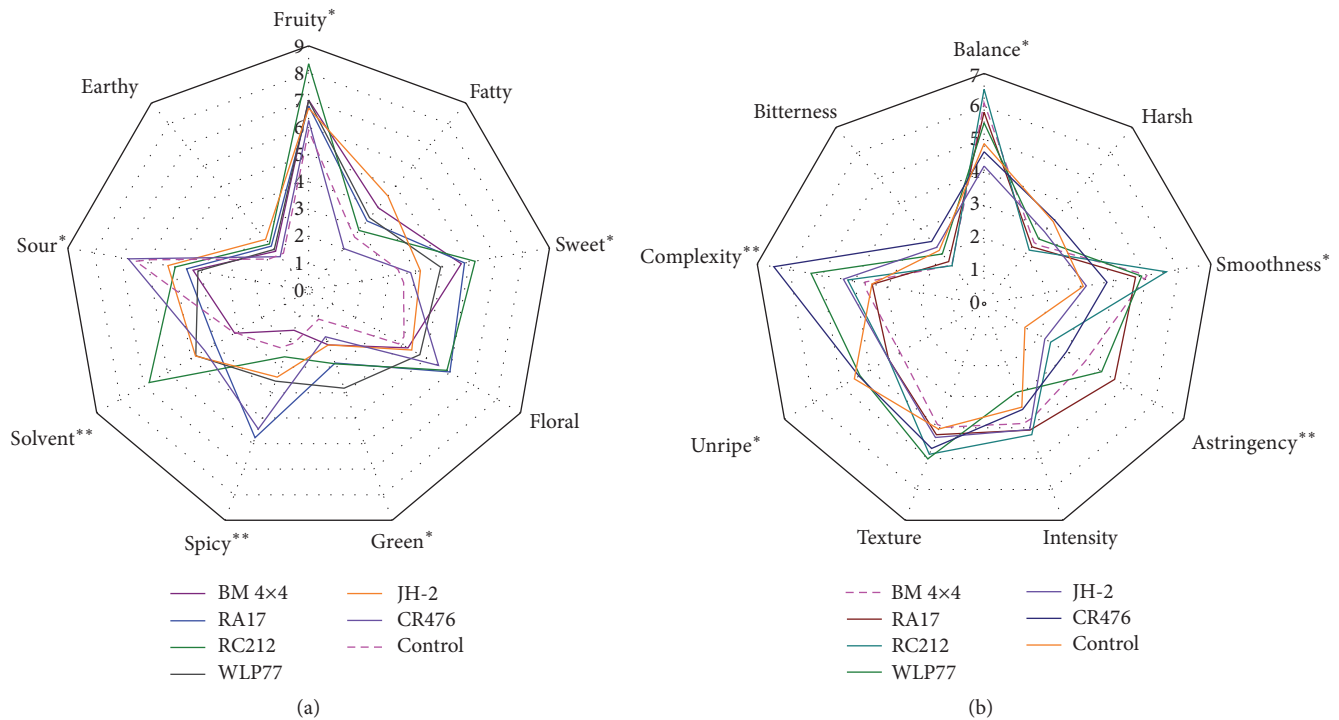 Fruity*
Fatty
Sweet*
Floral
Green*
Spicy**
Solvent**
Sour*
Earthy
9
8
7
6
5
4
3
2
1
0
BM 4×4
RA17
RC212
WLP77
JH-2
CR476
Control
(a)
Balance*
Harsh
Smoothness*
Astringency**
Intensity
Texture
Unripe*
Complexity**
Bitterness
7
6
5
4
3
2
1
0
BM 4×4
RA17
RC212
WLP77
JH-2
CR476
Control
(b)